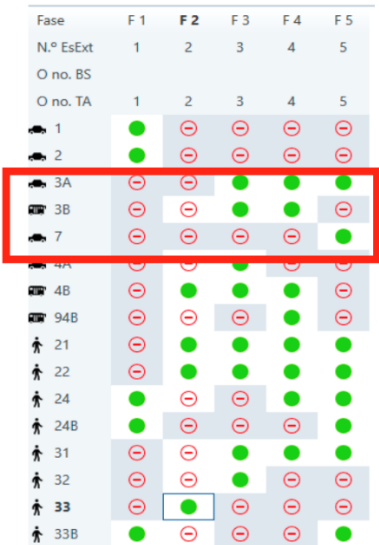 Fase F 1 F 2 F 3 F 4 F 5
N.º EsExt 1 2 3 4 5
O no. BS
O no. TA 1 2 3 4 5
1
2
3A
3B
7
4A
4B
94B
21
22
24
24B
31
32
33
33B